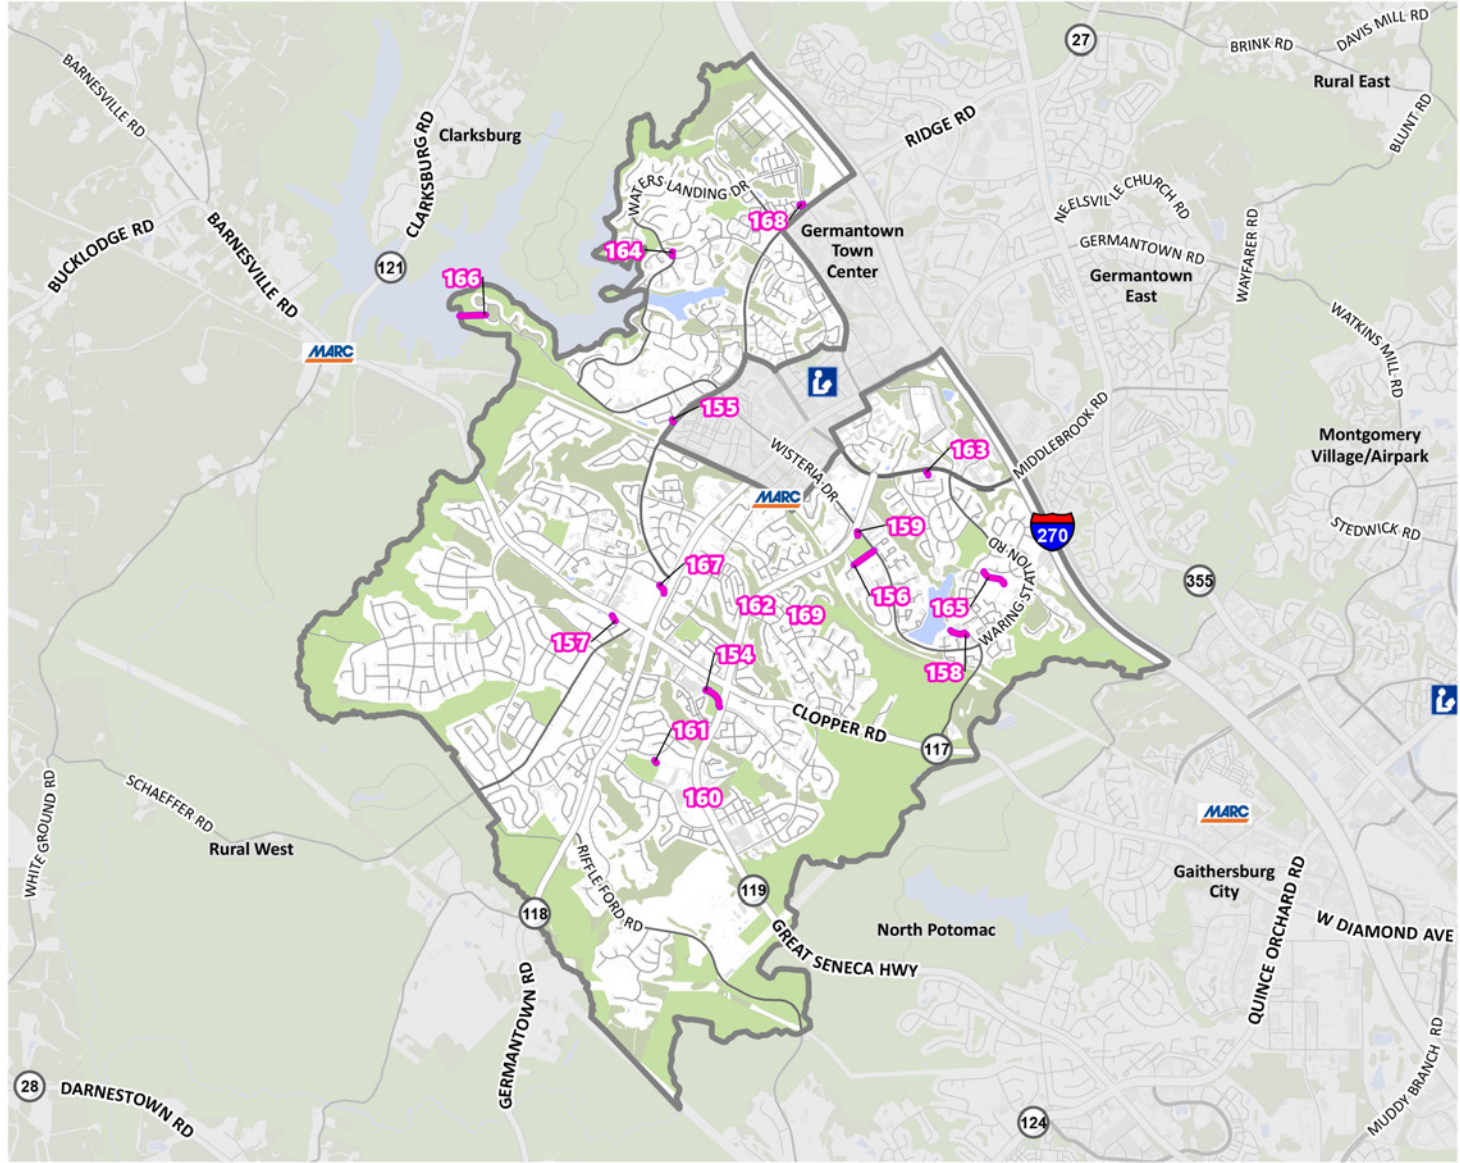 27
BRINK RD
DAVIS MILL RD
Rural East
BARNESVILLE RD
Clarksburg
CLARKSBURG RD
RIDGE RD
BLUNT RD
WATERS LANDING DR
NEELSVILLE CHURCH RD
168
Germantown
Town
Center
164
BUCKLODGE RD
BARNESVILLE RD
121
166
GERMANTOWN RD
WAYFARER RD
Germantown
East
WATKINS MILL RD
MARC
155
MIDDLEBROOK RD
Montgomery
Village/Airpark
WISTERIA DR
163
MARC
159
270
STEDWICK RD
WARING STATION RD
167
156
165
355
162
169
157
154
158
161
CLOPPER RD
117
160
WHITE GROUND RD
SCHAEFFER RD
Rural West
MARC
RIFFLE FORD RD
119
118
Gaithersburg
City
QUINCE ORCHARD RD
North Potomac
W DIAMOND AVE
GREAT SENECA HWY
GERMANTOWN RD
28
DARNESTOWN RD
124
MUDDY BRANCH RD